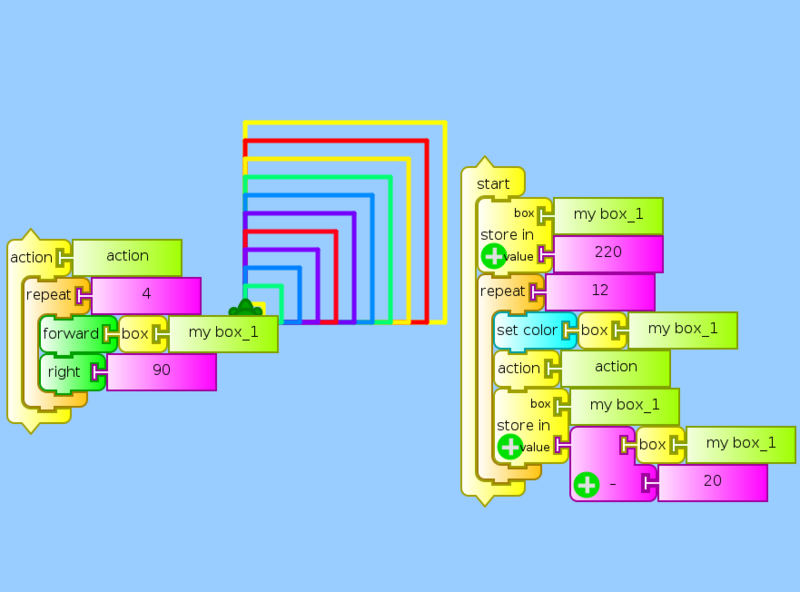 action action
repeat 4
forward box my box_1
right 90
start
box my box_1
store in
value 220
repeat 12
set color box my box_1
action action
box my box_1
store in
value box my box_1
- 20